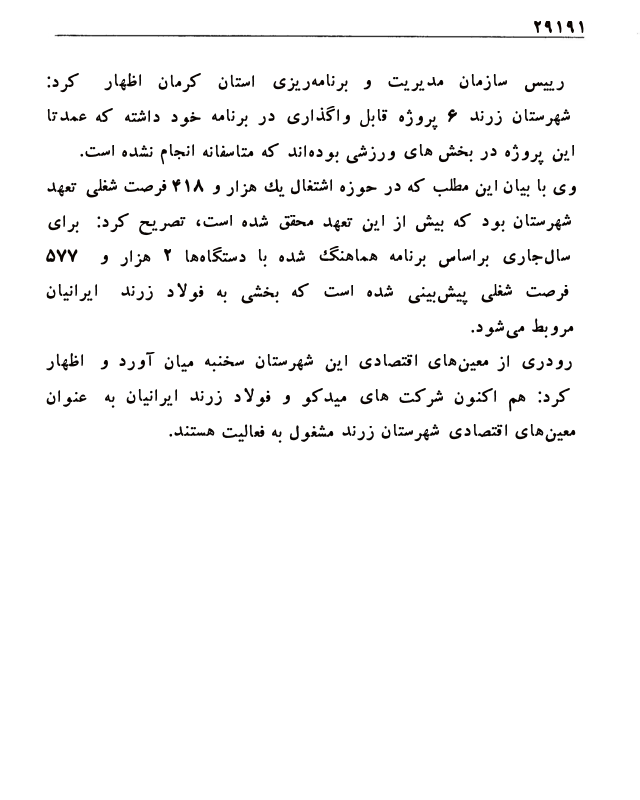 ۲۹۱۹۱
رییس سازمان مدیریت و برنامه‌ریزی استان کرمان اظهار کرد:
شهرستان زرند ۶ پروژه قابل واگذاری در برنامه خود داشته که عمدتا
این پروژه در بخش های ورزشی بوده‌اند که متاسفانه انجام نشده است.
وی با بیان این مطلب که در حوزه اشتغال یك هزار و ۴۱۸ فرصت شغلی تعهد
شهرستان بود که بیش از این تعهد محقق شده است، تصریح کرد: برای
سال‌جاری براساس برنامه هماهنگ شده با دستگاه‌ها ۲ هزار و ۵۷۷
فرصت شغلی پیش‌بینی شده است که بخشی به فولاد زرند ایرانیان
مروبط می‌شود.
رودری از معین‌های اقتصادی این شهرستان سخنبه میان آورد و اظهار
کرد: هم اکنون شرکت های میدکو و فولاد زرند ایرانیان به عنوان
معین‌های اقتصادی شهرستان زرند مشغول به فعالیت هستند.